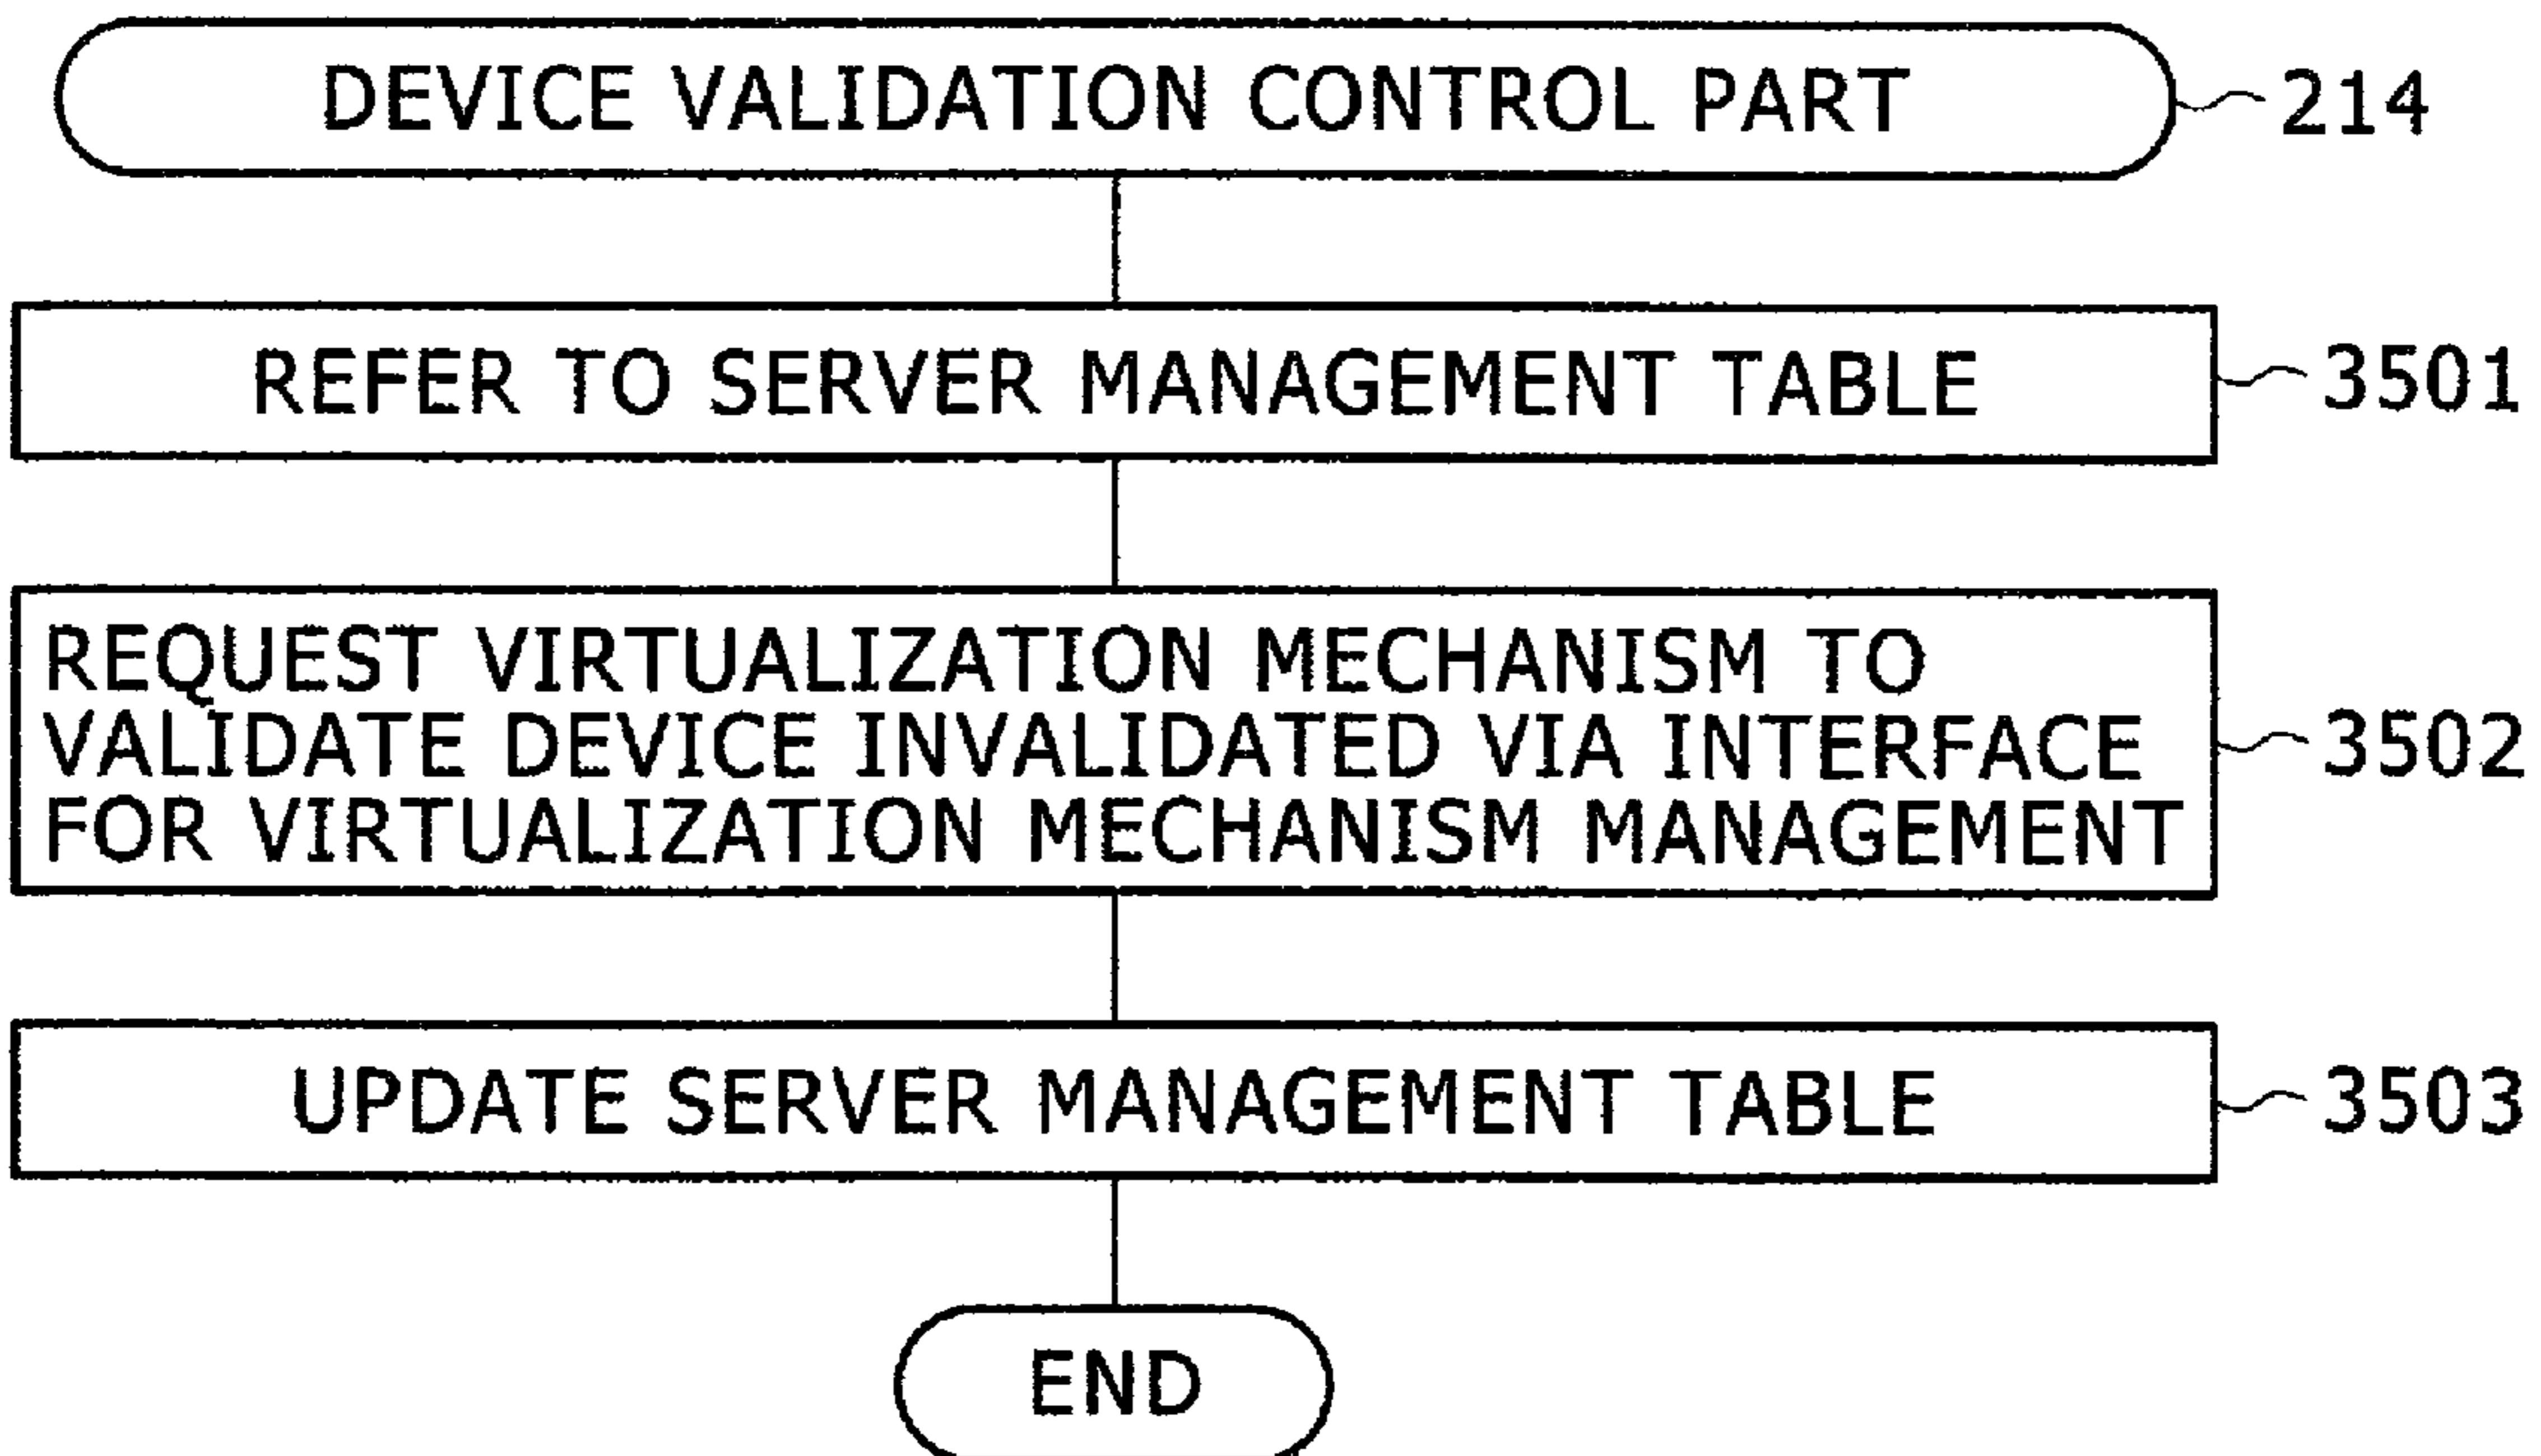 DEVICE VALIDATION CONTROL PART 214
REFER TO SERVER MANAGEMENT TABLE 3501
REQUEST VIRTUALIZATION MECHANISM TO
VALIDATE DEVICE INVALIDATED VIA INTERFACE 3502
FOR VIRTUALIZATION MECHANISM MANAGEMENT
UPDATE SERVER MANAGEMENT TABLE 3503
END